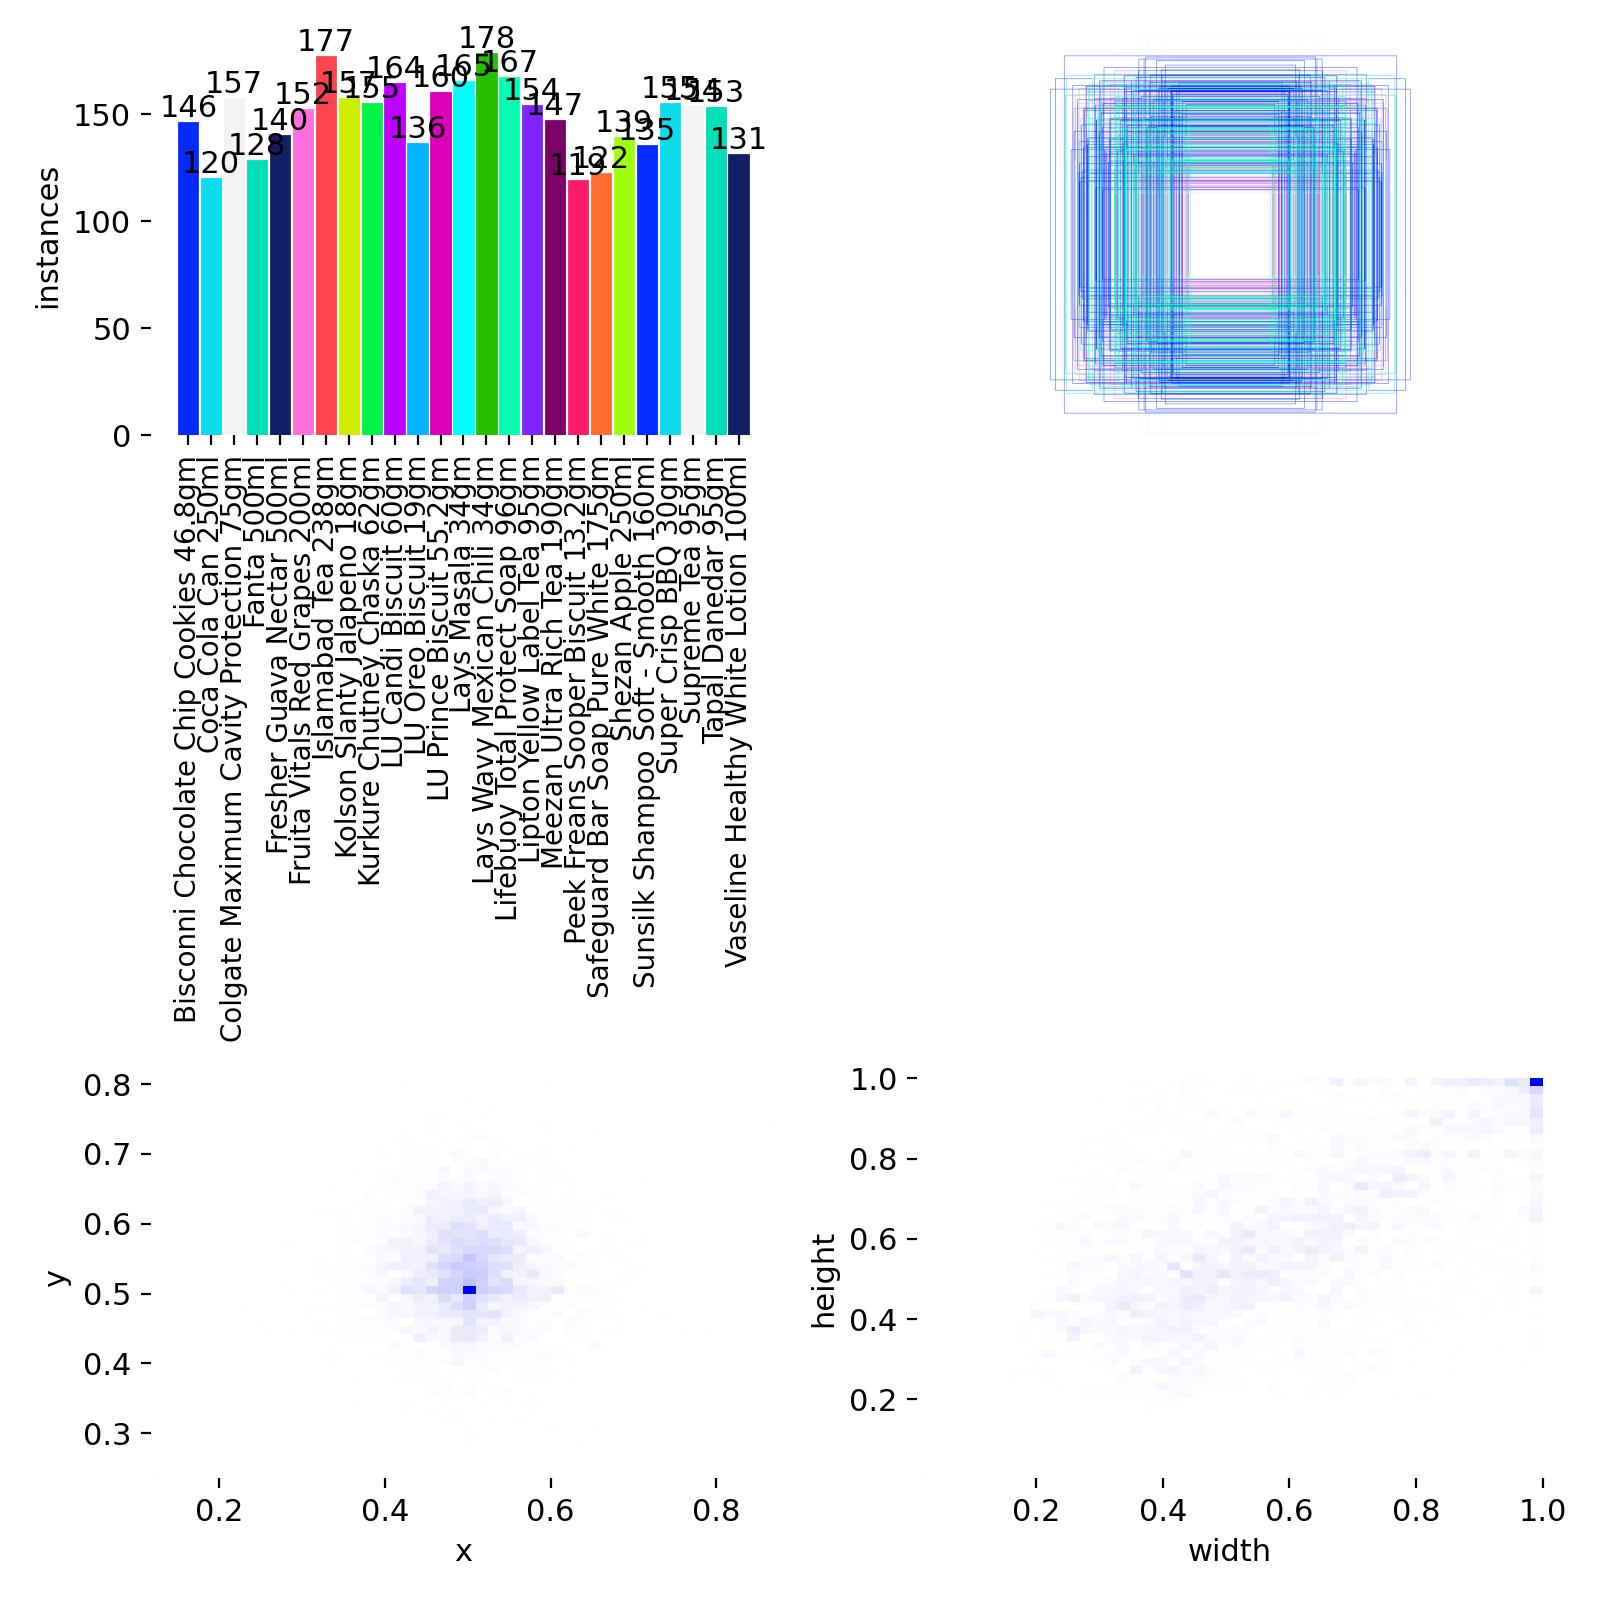 146
120
157
128
140
152
177
157
155
164
136
160
165
178
167
154
147
119
122
139
135
155
154
153
131
instances
150
100
50
0
Bisconni Chocolate Chip Cookies 46.8gm
Coca Cola Can 250ml
Colgate Maximum Cavity Protection 75gm
Fanta 500ml
Fresher Guava Nectar 500ml
Fruita Vitals Red Grapes 200ml
Islamabad Tea 238gm
Kolson Slanty Jalapeno 18gm
Kurkure Chutney Chaska 62gm
LU Candi Biscuit 60gm
LU Oreo Biscuit 19gm
LU Prince Biscuit 55.2gm
Lays Masala 34gm
Lays Wavy Mexican Chili 34gm
Lifebuoy Total Protect Soap 96gm
Lipton Yellow Label Tea 95gm
Meezan Ultra Rich Tea 190gm
Peek Freans Sooper Biscuit 13.2gm
Safeguard Bar Soap Pure White 175gm
Shezan Apple 250ml
Sunsilk Shampoo Soft - Smooth 160ml
Super Crisp BBQ 30gm
Supreme Tea 95gm
Tapal Danedar 95gm
Vaseline Healthy White Lotion 100ml
y
0.8
0.7
0.6
0.5
0.4
0.3
0.2
0.4
0.6
0.8
x
height
1.0
0.8
0.6
0.4
0.2
0.2
0.4
0.6
0.8
1.0
width